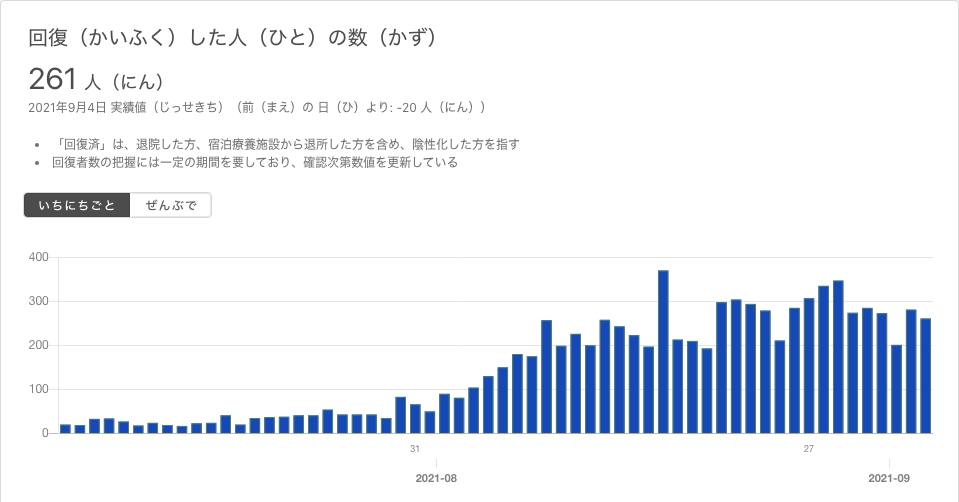 回復（かいふく）した人（ひと）の数（かず）
261 人（にん）
2021年9月4日 実績値（じっせきち）（前（まえ）の 日（ひ）より: -20 人（にん））
• 「回復済」は、退院した方、宿泊療養施設から退所した方を含め、陰性化した方を指す
• 回復者数の把握には一定の期間を要しており、確認次第数値を更新している
いちにちごと ぜんぶで
400
300
200
100
0
31 27
2021-08 2021-09